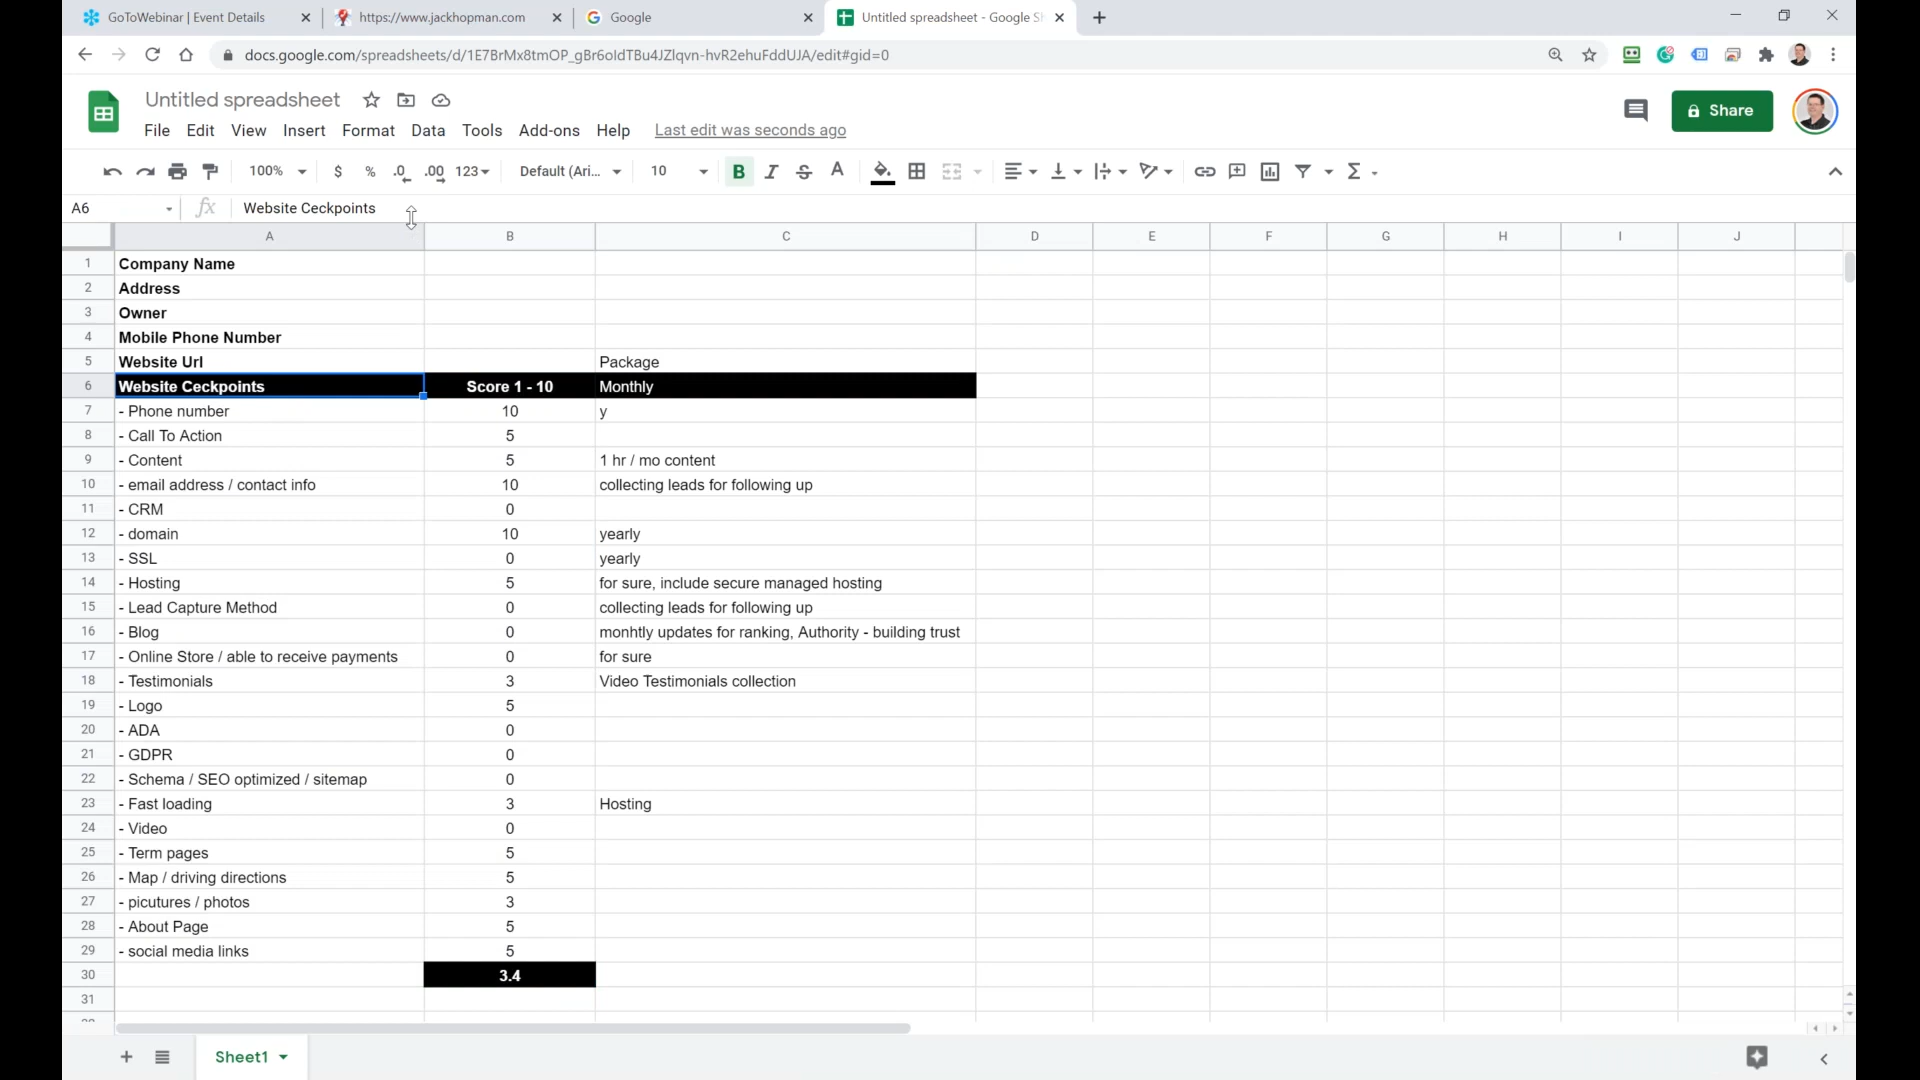 GoToWebinar | Event Details
https://www.jackhopman.com
Google
Untitled spreadsheet - Google Sh
docs.google.com/spreadsheets/d/1E7BrMx8tmOP_gBr6oIdTBu4JZlqvn-hvR2ehuFddUJA/edit#gid=0
Untitled spreadsheet
Share
File Edit View Insert Format Data Tools Add-ons Help Last edit was seconds ago
100% $ % .0 .00 123 Default (Ari... 10 B I S A Σ
A6 fx Website Ceckpoints
A B C D E F G H I J
1 Company Name
2 Address
3 Owner
4 Mobile Phone Number
5 Website Url Package
6 Website Ceckpoints Score 1 - 10 Monthly
7 - Phone number 10 y
8 - Call To Action 5
9 - Content 5 1 hr / mo content
10 - email address / contact info 10 collecting leads for following up
11 - CRM 0
12 - domain 10 yearly
13 - SSL 0 yearly
14 - Hosting 5 for sure, include secure managed hosting
15 - Lead Capture Method 0 collecting leads for following up
16 - Blog 0 monhtly updates for ranking, Authority - building trust
17 - Online Store / able to receive payments 0 for sure
18 - Testimonials 3 Video Testimonials collection
19 - Logo 5
20 - ADA 0
21 - GDPR 0
22 - Schema / SEO optimized / sitemap 0
23 - Fast loading 3 Hosting
24 - Video 0
25 - Term pages 5
26 - Map / driving directions 5
27 - picutures / photos 3
28 - About Page 5
29 - social media links 5
30 3.4
31
Sheet1